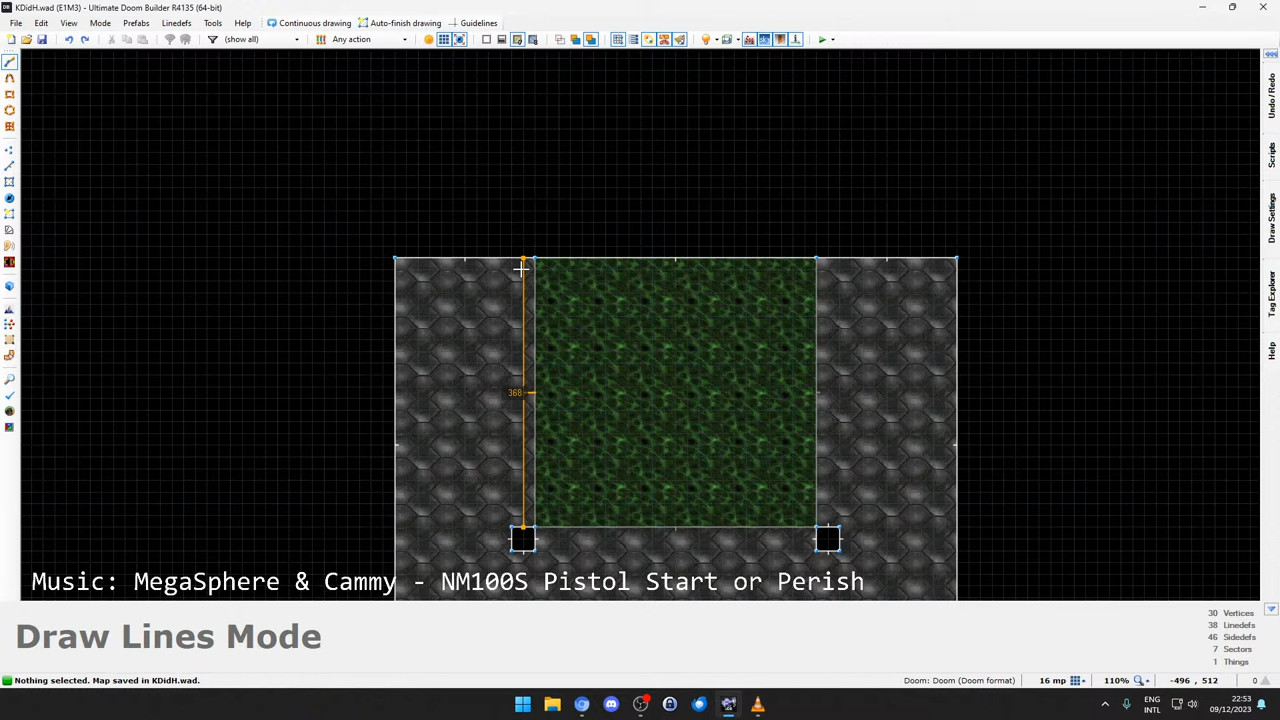 KDidH.wad (E1M3) - Ultimate Doom Builder R4135 (64-bit)
File Edit View Mode Prefabs Linedefs Tools Help Continuous drawing Auto-finish drawing Guidelines
(show all) Any action
Undo / Redo
Scripts
Draw Settings
Tag Explorer
Help
368
Music: MegaSphere & Cammy - NM100S Pistol Start or Perish
Draw Lines Mode
30 Vertices
38 Linedefs
46 Sidedefs
7 Sectors
1 Things
Nothing selected. Map saved in KDidH.wad. Doom: Doom (Doom format) 16 mp 110% -496 , 512 0
ENG
INTL
22:53
09/12/2023